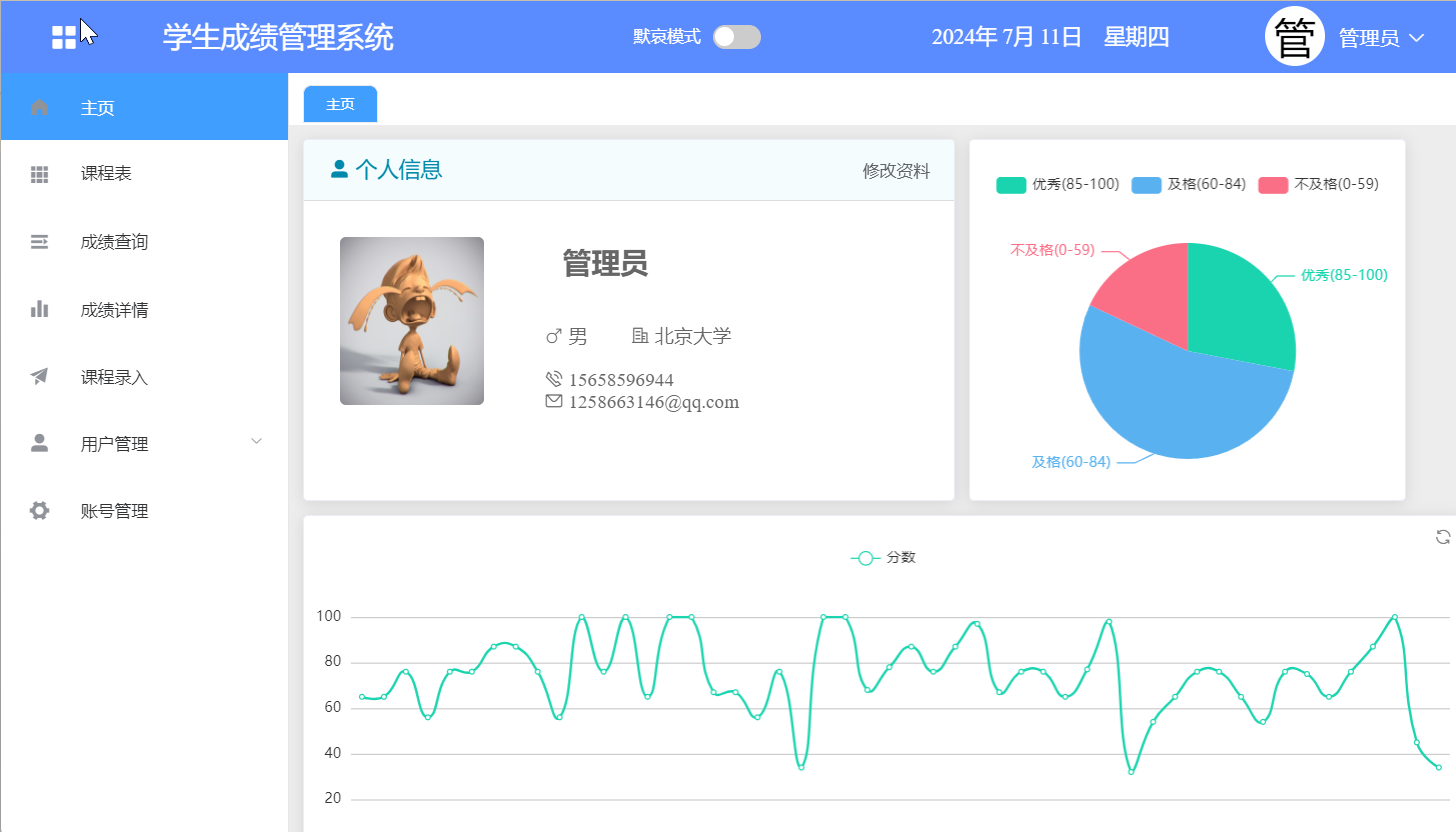 学生成绩管理系统
默哀模式
2024年 7月 11日 星期四
管
管理员
主页
课程表
成绩查询
成绩详情
课程录入
用户管理
账号管理
主页
个人信息
修改资料
管理员
男
北京大学
15658596944
1258663146@qq.com
优秀(85-100)
及格(60-84)
不及格(0-59)
不及格(0-59)
优秀(85-100)
及格(60-84)
分数
100
80
60
40
20